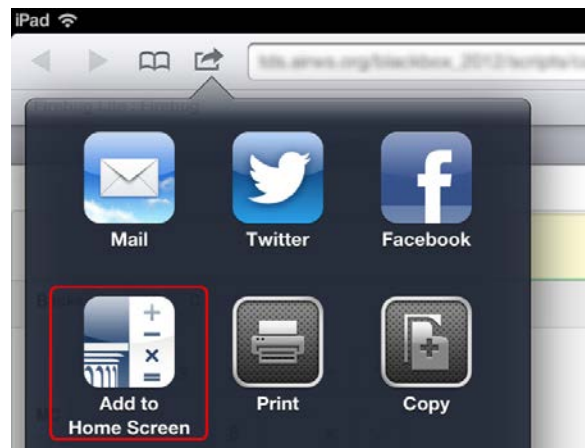 iPad
Mail
Twitter
Facebook
Add to
Home Screen
Print
Copy